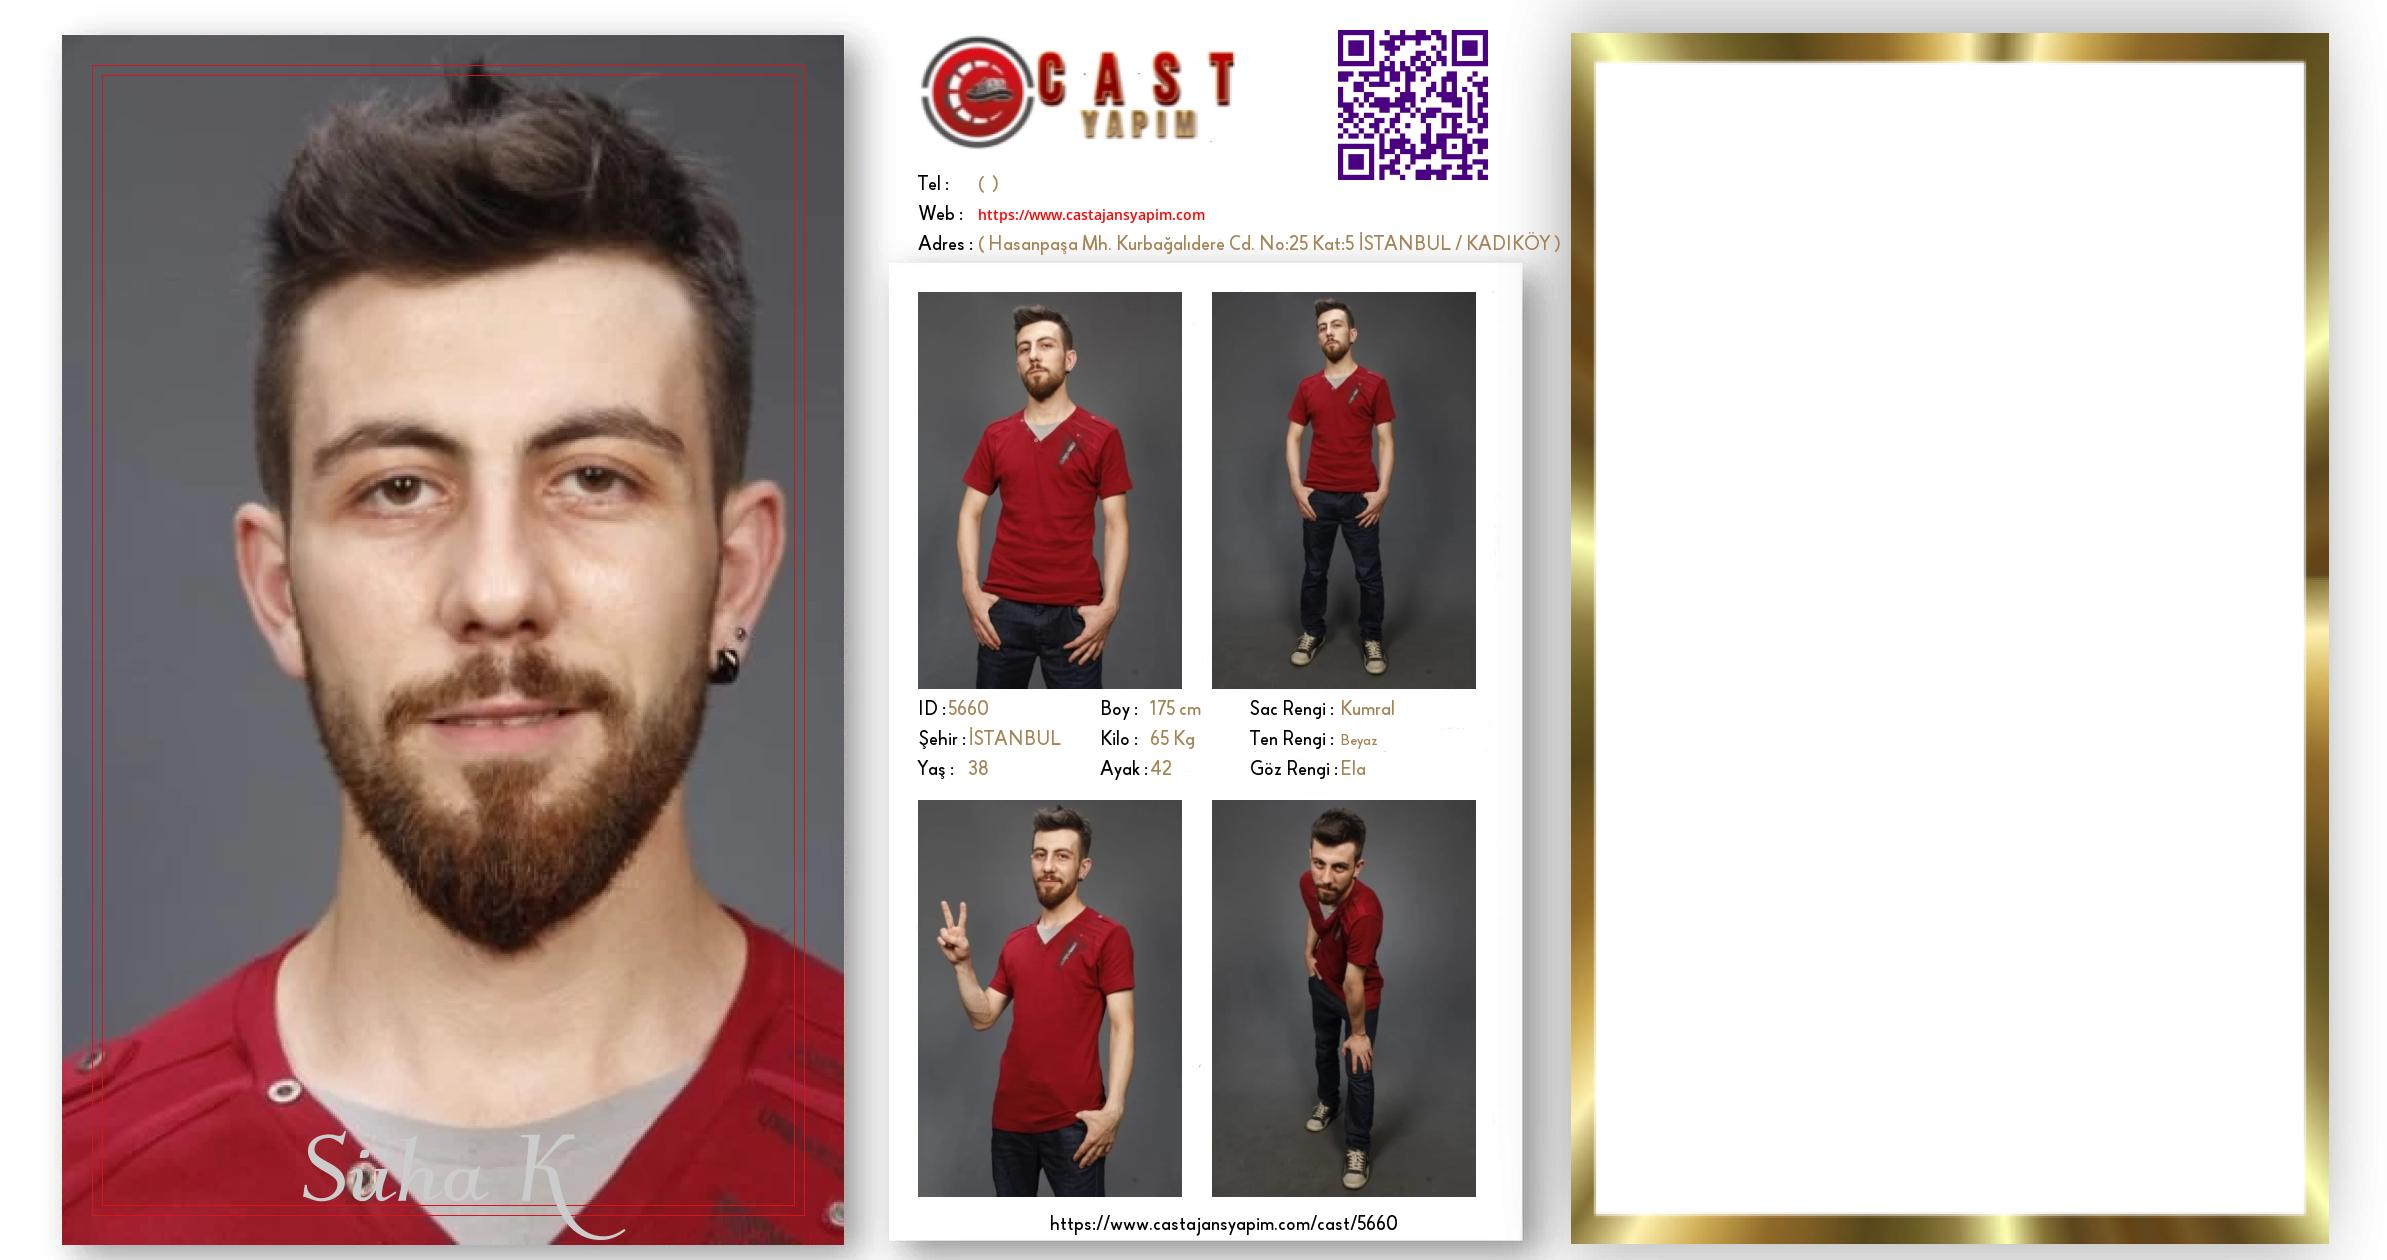 Süha K
CAST
YAPIM
Tel : ( )
Web : https://www.castajansyapim.com
Adres : ( Hasanpaşa Mh. Kurbağalıdere Cd. No:25 Kat:5 İSTANBUL / KADIKÖY )
ID : 5660 Boy : 175 cm Sac Rengi : Kumral
Şehir : İSTANBUL Kilo : 65 Kg Ten Rengi : Beyaz
Yaş : 38 Ayak : 42 Göz Rengi : Ela
https://www.castajansyapim.com/cast/5660